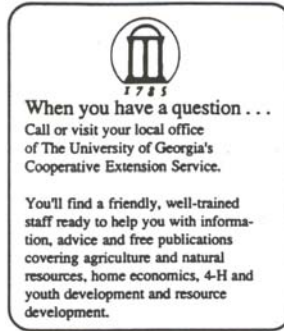 1785
When you have a question . . .
Call or visit your local office
of The University of Georgia's
Cooperative Extension Service.
You'll find a friendly, well-trained
staff ready to help you with informa-
tion, advice and free publications
covering agriculture and natural
resources, home economics, 4-H and
youth development and resource
development.